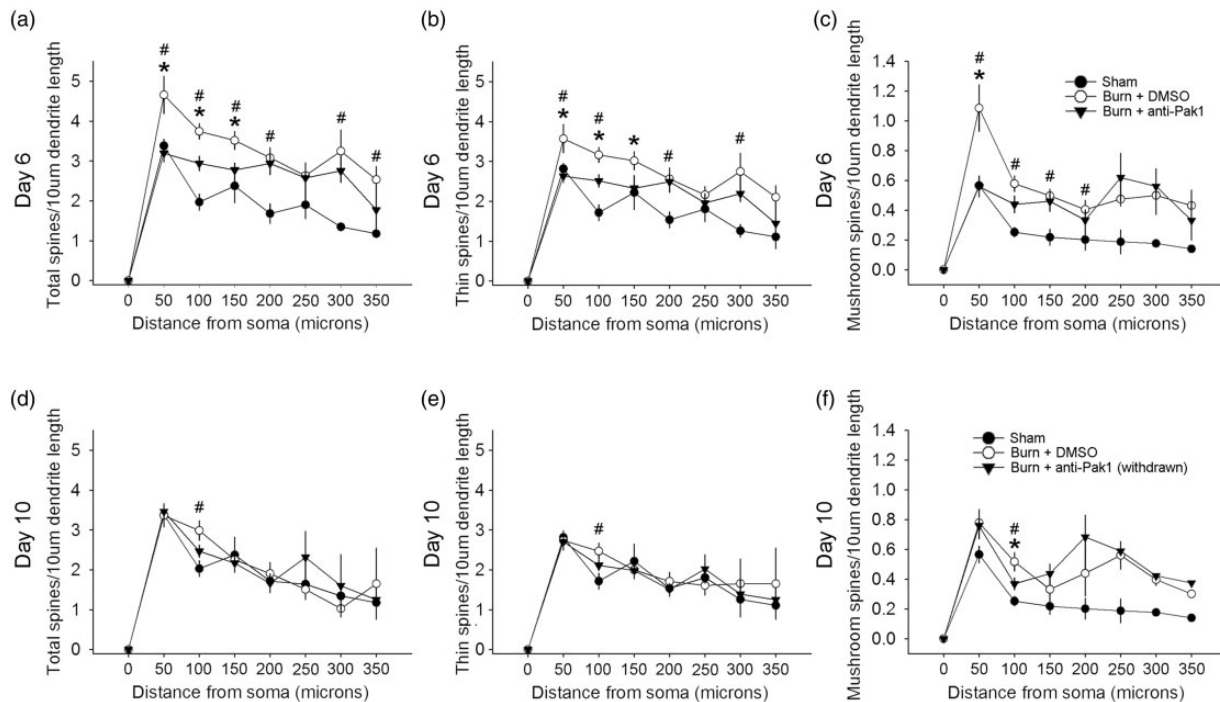 (a)
Day 6
Total spines/10um dendrite length
5
4
3
2
1
0
#
*
#
*
#
*
#
#
#
0 50 100 150 200 250 300 350
Distance from soma (microns)
(b)
Day 6
Thin spines/10um dendrite length
5
4
3
2
1
0
#
*
#
*
*
#
#
0 50 100 150 200 250 300 350
Distance from soma (microns)
(c)
Day 6
Mushroom spines/10um dendrite length
1.4
1.2
1.0
0.8
0.6
0.4
0.2
0.0
#
*
#
#
#
Sham
Burn + DMSO
Burn + anti-Pak1
0 50 100 150 200 250 300 350
Distance from soma (microns)
(d)
Day 10
Total spines/10um dendrite length
5
4
3
2
1
0
#
0 50 100 150 200 250 300 350
Distance from soma (microns)
(e)
Day 10
Thin spines/10um dendrite length
5
4
3
2
1
0
#
0 50 100 150 200 250 300 350
Distance from soma (microns)
(f)
Day 10
Mushroom spines/10um dendrite length
1.4
1.2
1.0
0.8
0.6
0.4
0.2
0.0
#
*
Sham
Burn + DMSO
Burn + anti-Pak1 (withdrawn)
0 50 100 150 200 250 300 350
Distance from soma (microns)